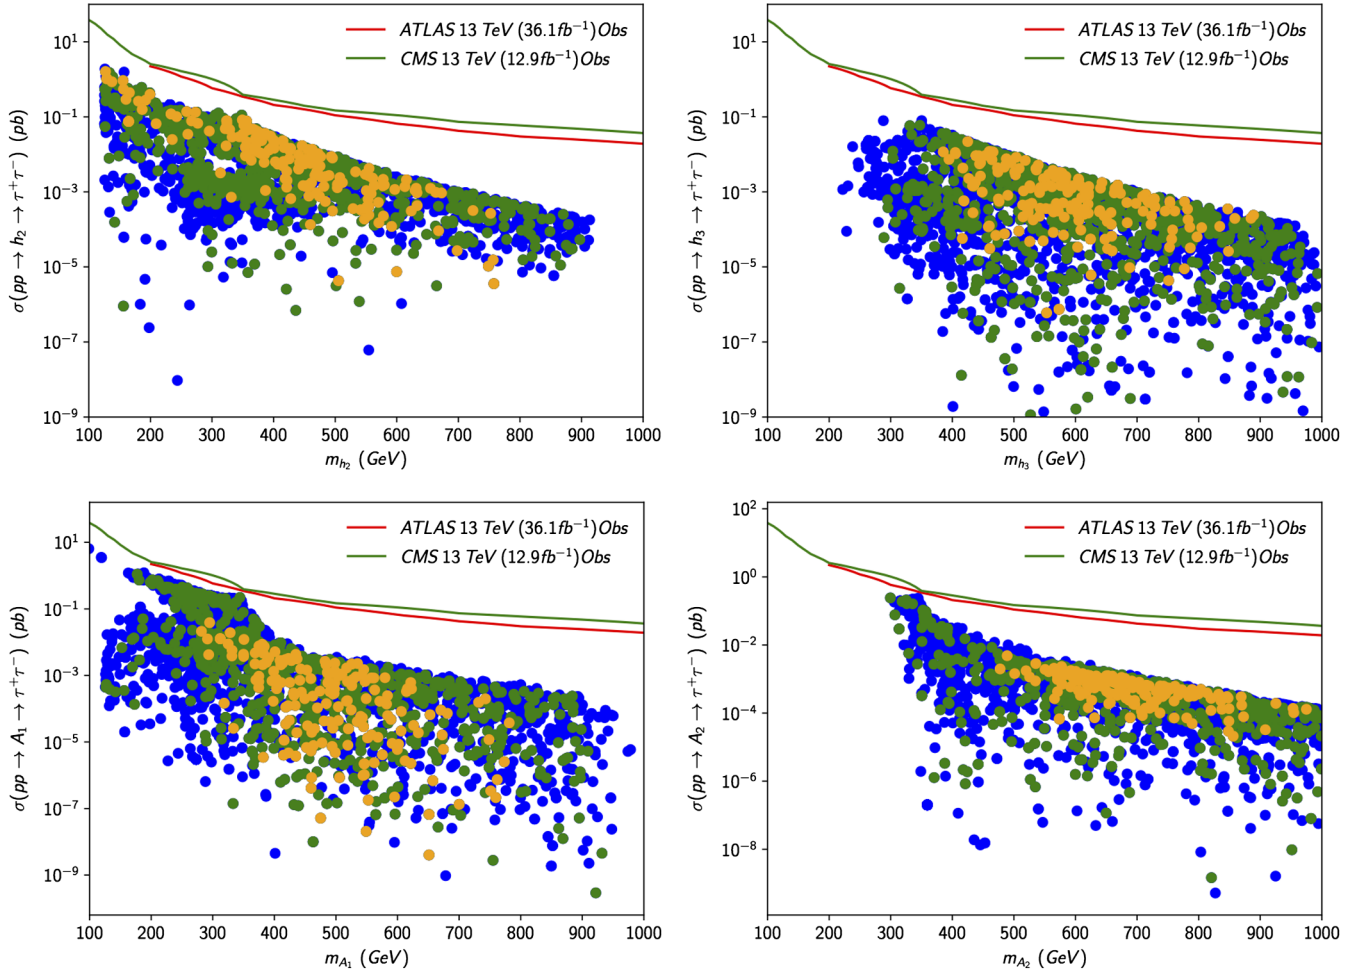 ATLAS 13 TeV (36.1fb⁻¹)Obs
CMS 13 TeV (12.9fb⁻¹)Obs
σ(pp → h₂ → τ⁺τ⁻) (pb)
10¹
10⁻¹
10⁻³
10⁻⁵
10⁻⁷
10⁻⁹
100 200 300 400 500 600 700 800 900 1000
m_{h₂} (GeV)
ATLAS 13 TeV (36.1fb⁻¹)Obs
CMS 13 TeV (12.9fb⁻¹)Obs
σ(pp → h₃ → τ⁺τ⁻) (pb)
10¹
10⁻¹
10⁻³
10⁻⁵
10⁻⁷
10⁻⁹
100 200 300 400 500 600 700 800 900 1000
m_{h₃} (GeV)
ATLAS 13 TeV (36.1fb⁻¹)Obs
CMS 13 TeV (12.9fb⁻¹)Obs
σ(pp → A₁ → τ⁺τ⁻) (pb)
10¹
10⁻¹
10⁻³
10⁻⁵
10⁻⁷
10⁻⁹
100 200 300 400 500 600 700 800 900 1000
m_{A₁} (GeV)
ATLAS 13 TeV (36.1fb⁻¹)Obs
CMS 13 TeV (12.9fb⁻¹)Obs
σ(pp → A₂ → τ⁺τ⁻) (pb)
10²
10⁰
10⁻²
10⁻⁴
10⁻⁶
10⁻⁸
100 200 300 400 500 600 700 800 900 1000
m_{A₂} (GeV)